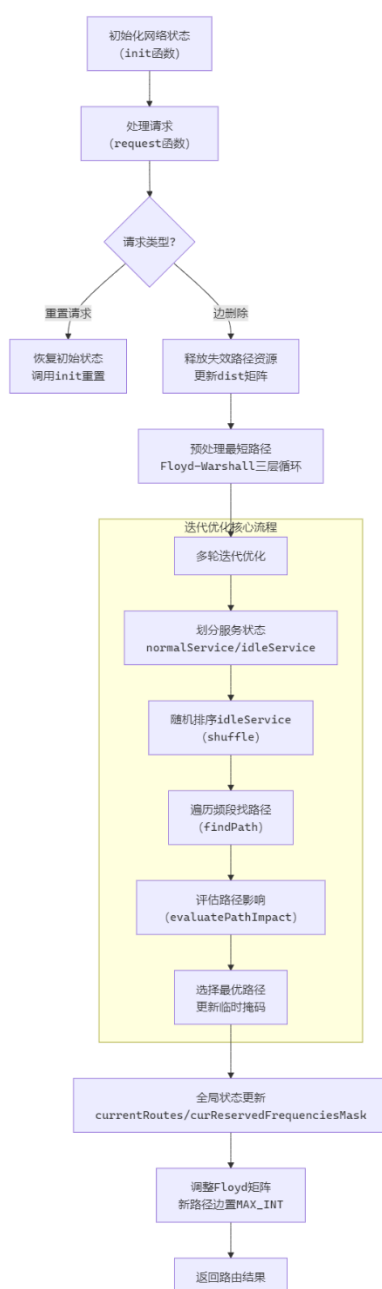 初始化网络状态
(init函数)
处理请求
(request函数)
请求类型?
重置请求
边删除
恢复初始状态
调用init重置
释放失效路径资源
更新dist矩阵
预处理最短路径
Floyd-Warshall三层循环
迭代优化核心流程
多轮迭代优化
划分服务状态
normalService/idleService
随机排序idleService
(shuffle)
遍历频段找路径
(findPath)
评估路径影响
(evaluatePathImpact)
选择最优路径
更新临时掩码
全局状态更新
currentRoutes/curReservedFrequenciesMask
调整Floyd矩阵
新路径边置MAX_INT
返回路由结果